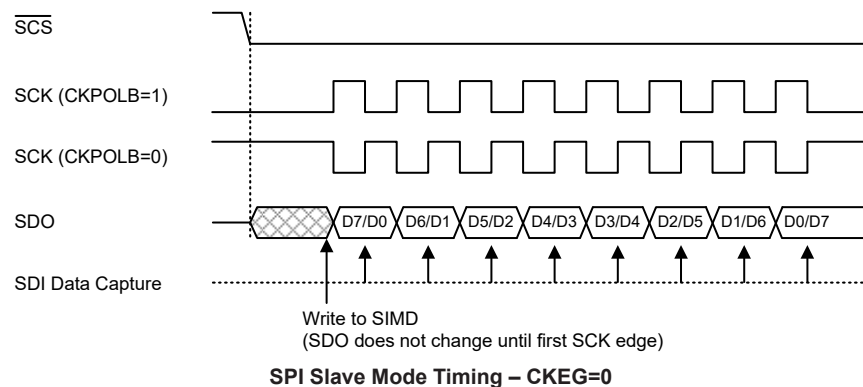 SCS
SCK (CKPOLB=1)
SCK (CKPOLB=0)
SDO D7/D0 D6/D1 D5/D2 D4/D3 D3/D4 D2/D5 D1/D6 D0/D7
SDI Data Capture
Write to SIMD
(SDO does not change until first SCK edge)
SPI Slave Mode Timing – CKEG=0